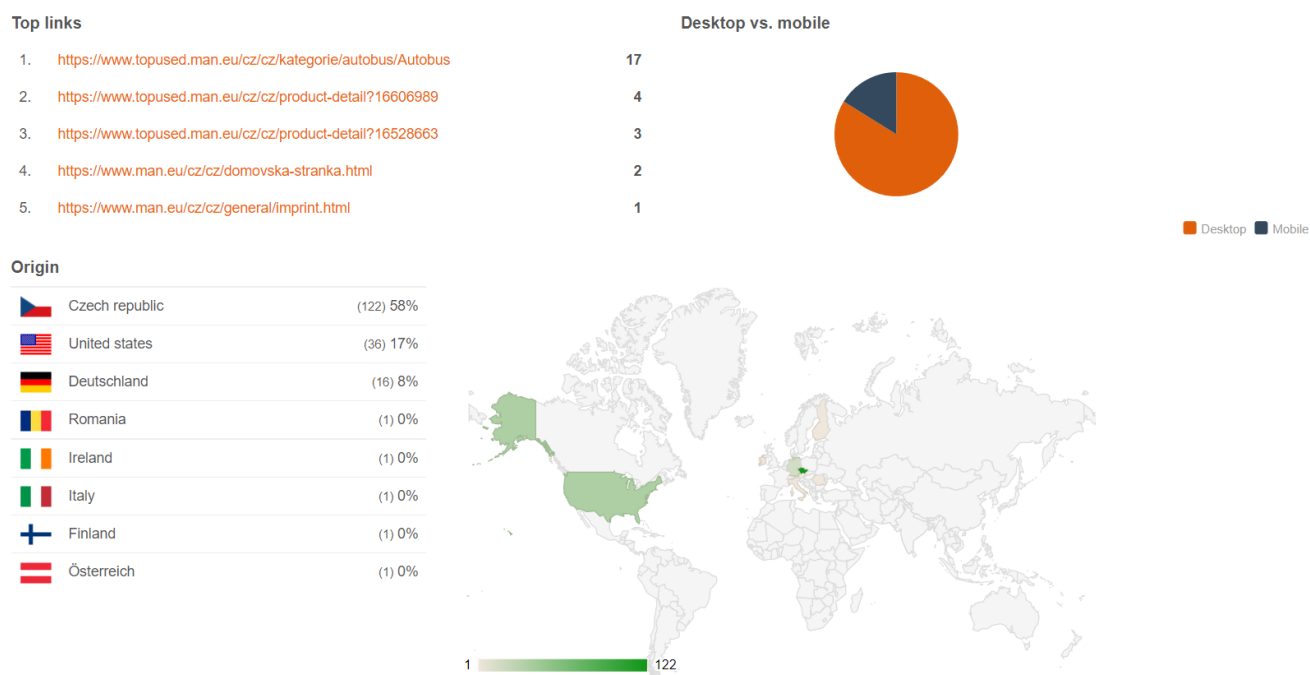 Top links
1. https://www.topused.man.eu/cz/cz/kategorie/autobus/Autobus 17
2. https://www.topused.man.eu/cz/cz/product-detail?16606989 4
3. https://www.topused.man.eu/cz/cz/product-detail?16528663 3
4. https://www.man.eu/cz/cz/domovska-stranka.html 2
5. https://www.man.eu/cz/cz/general/imprint.html 1
Desktop vs. mobile
Desktop Mobile
Origin
Czech republic (122) 58%
United states (36) 17%
Deutschland (16) 8%
Romania (1) 0%
Ireland (1) 0%
Italy (1) 0%
Finland (1) 0%
Österreich (1) 0%
1 122